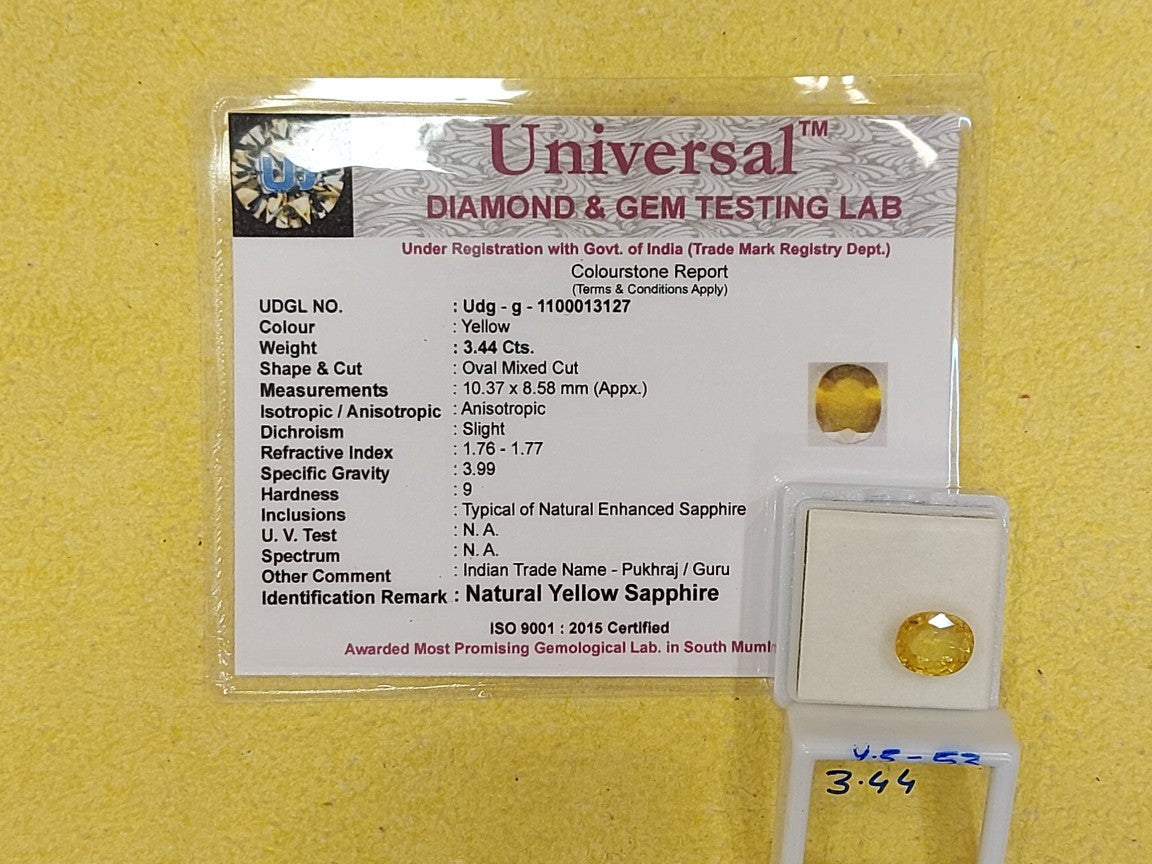 Universal™
DIAMOND & GEM TESTING LAB
Under Registration with Govt. of India (Trade Mark Registry Dept.)
Colourstone Report
(Terms & Conditions Apply)
UDGL NO. : Udg - g - 1100013127
Colour : Yellow
Weight : 3.44 Cts.
Shape & Cut : Oval Mixed Cut
Measurements : 10.37 x 8.58 mm (Appx.)
Isotropic / Anisotropic : Anisotropic
Dichroism : Slight
Refractive Index : 1.76 - 1.77
Specific Gravity : 3.99
Hardness : 9
Inclusions : Typical of Natural Enhanced Sapphire
U. V. Test : N. A.
Spectrum : N. A.
Other Comment : Indian Trade Name - Pukhraj / Guru
Identification Remark : Natural Yellow Sapphire
ISO 9001 : 2015 Certified
Awarded Most Promising Gemological Lab. in South
Y.S - 52
3.44